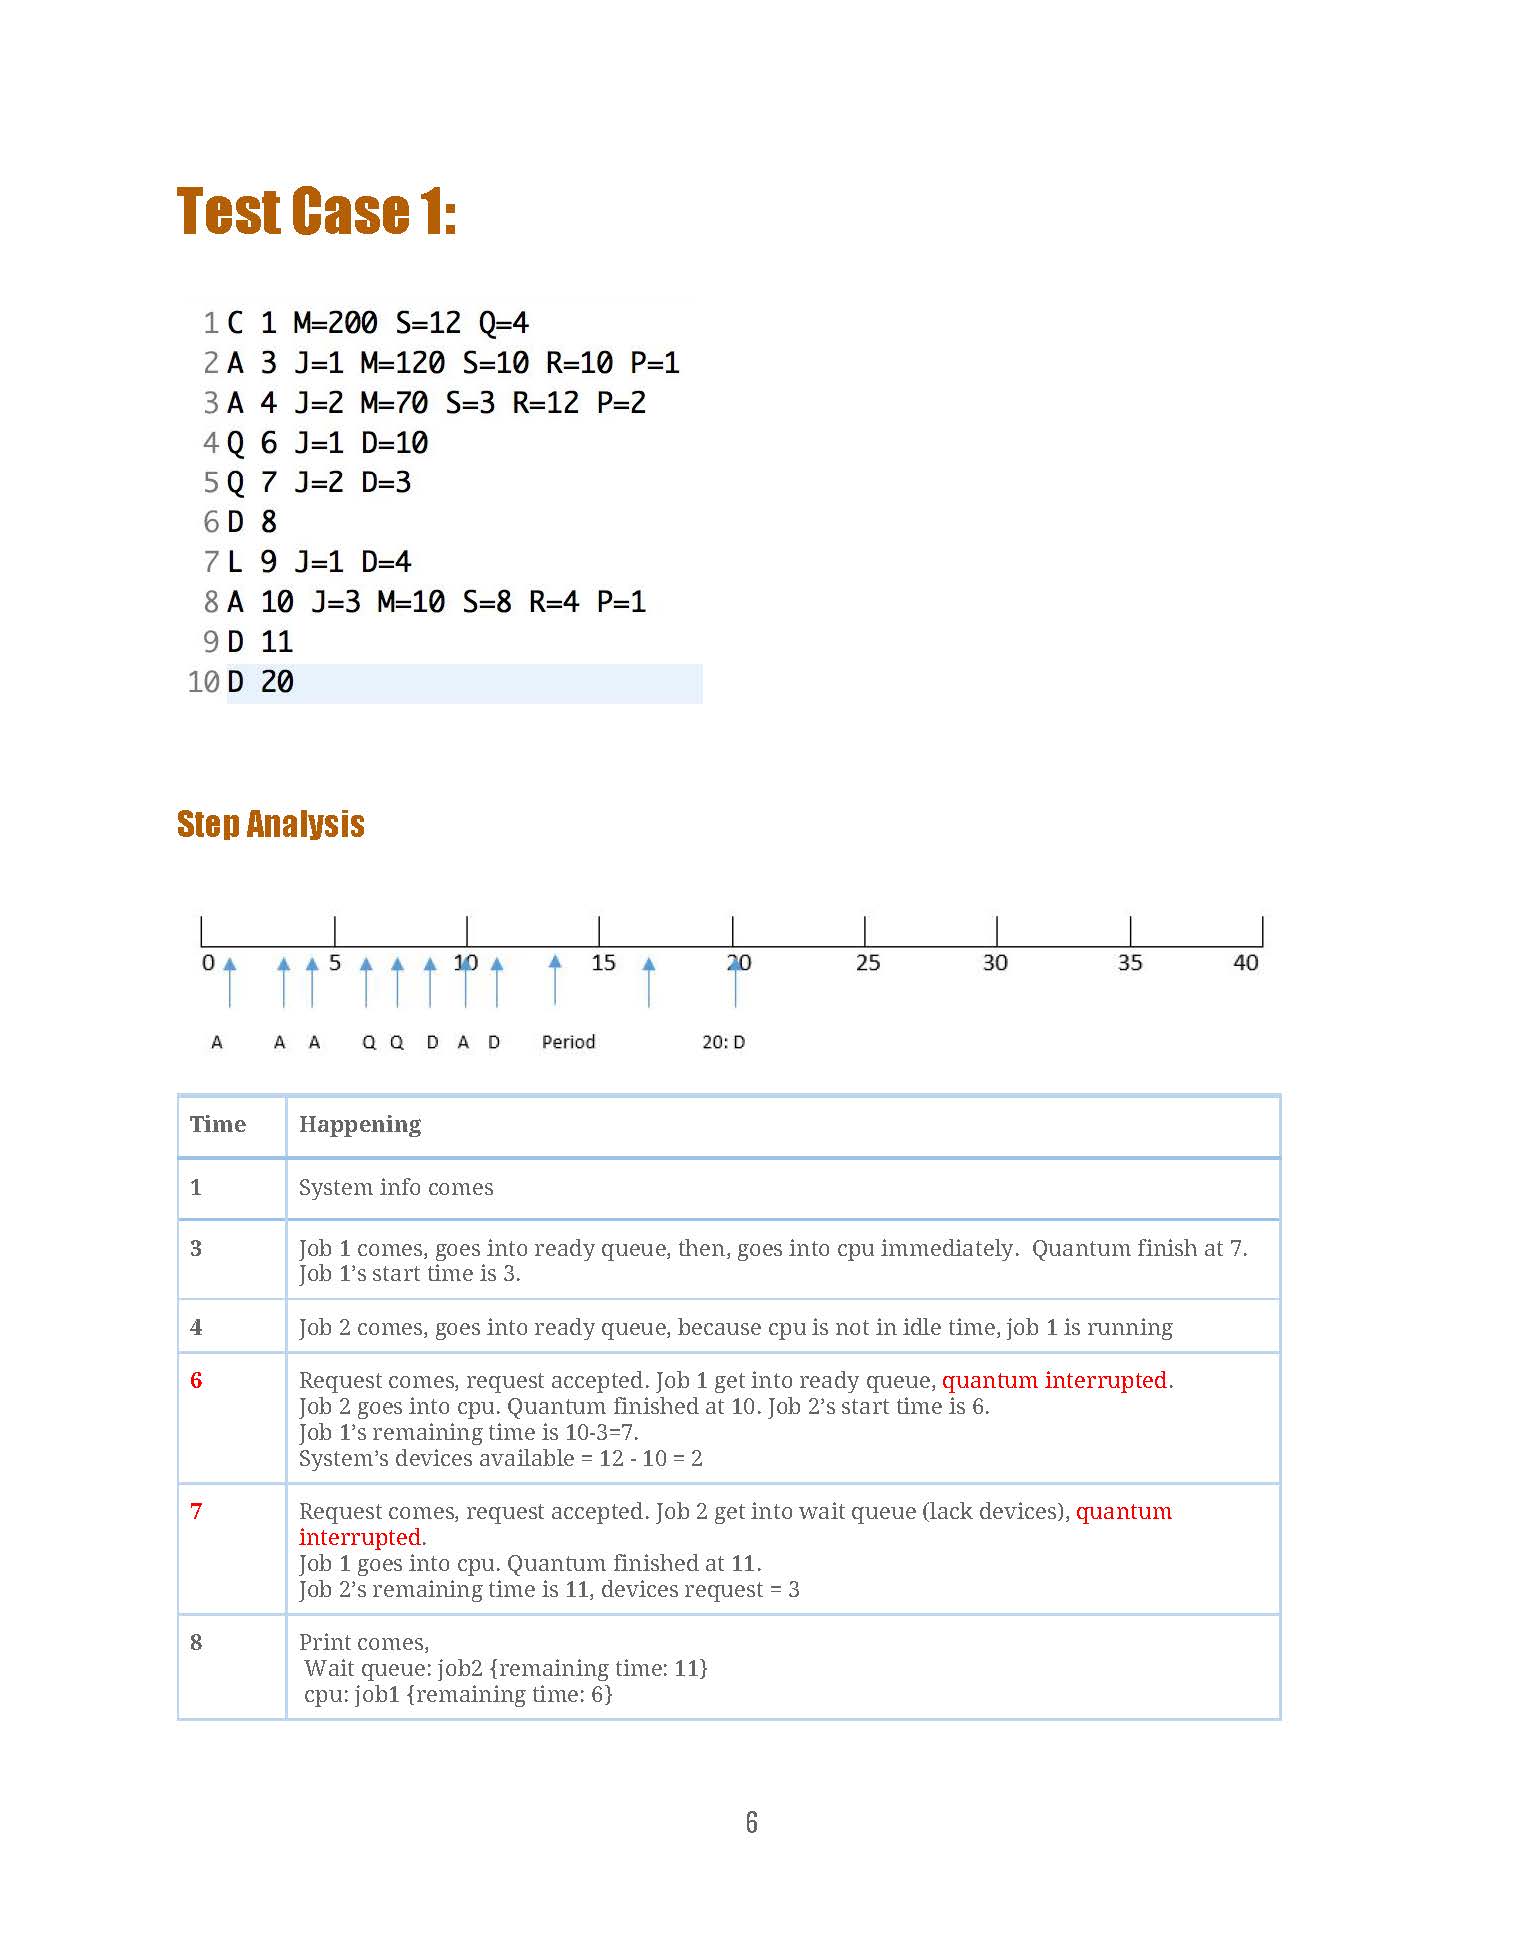 Test Case 1:
1 C 1 M=200 S=12 Q=4
2 A 3 J=1 M=120 S=10 R=10 P=1
3 A 4 J=2 M=70 S=3 R=12 P=2
4 Q 6 J=1 D=10
5 Q 7 J=2 D=3
6 D 8
7 L 9 J=1 D=4
8 A 10 J=3 M=10 S=8 R=4 P=1
9 D 11
10 D 20
Step Analysis
0 5 10 15 20 25 30 35 40
A A A Q Q D A D Period 20: D
Time Happening
1 System info comes
3 Job 1 comes, goes into ready queue, then, goes into cpu immediately.  Quantum finish at 7.
Job 1’s start time is 3.
4 Job 2 comes, goes into ready queue, because cpu is not in idle time, job 1 is running
6 Request comes, request accepted. Job 1 get into ready queue, quantum interrupted.
Job 2 goes into cpu. Quantum finished at 10. Job 2’s start time is 6.
Job 1’s remaining time is 10-3=7.
System’s devices available = 12 - 10 = 2
7 Request comes, request accepted. Job 2 get into wait queue (lack devices), quantum
interrupted.
Job 1 goes into cpu. Quantum finished at 11.
Job 2’s remaining time is 11, devices request = 3
8 Print comes,
Wait queue: job2 {remaining time: 11}
cpu: job1 {remaining time: 6}
6